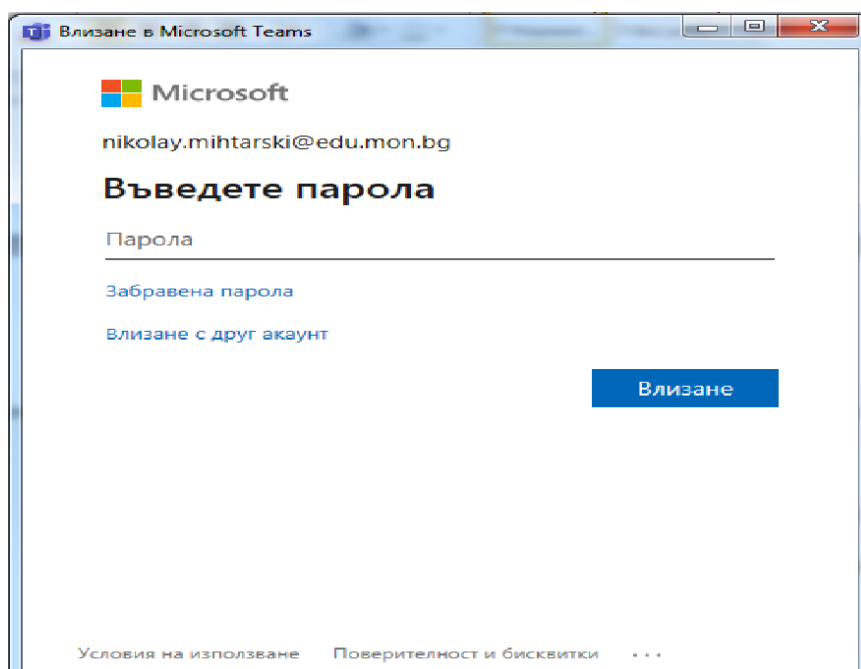 Влизане в Microsoft Teams
Microsoft
nikolay.mihtarski@edu.mon.bg
Въведете парола
Парола
Забравена парола
Влизане с друг акаунт
Влизане
Условия на използване Поверителност и бисквитки ...